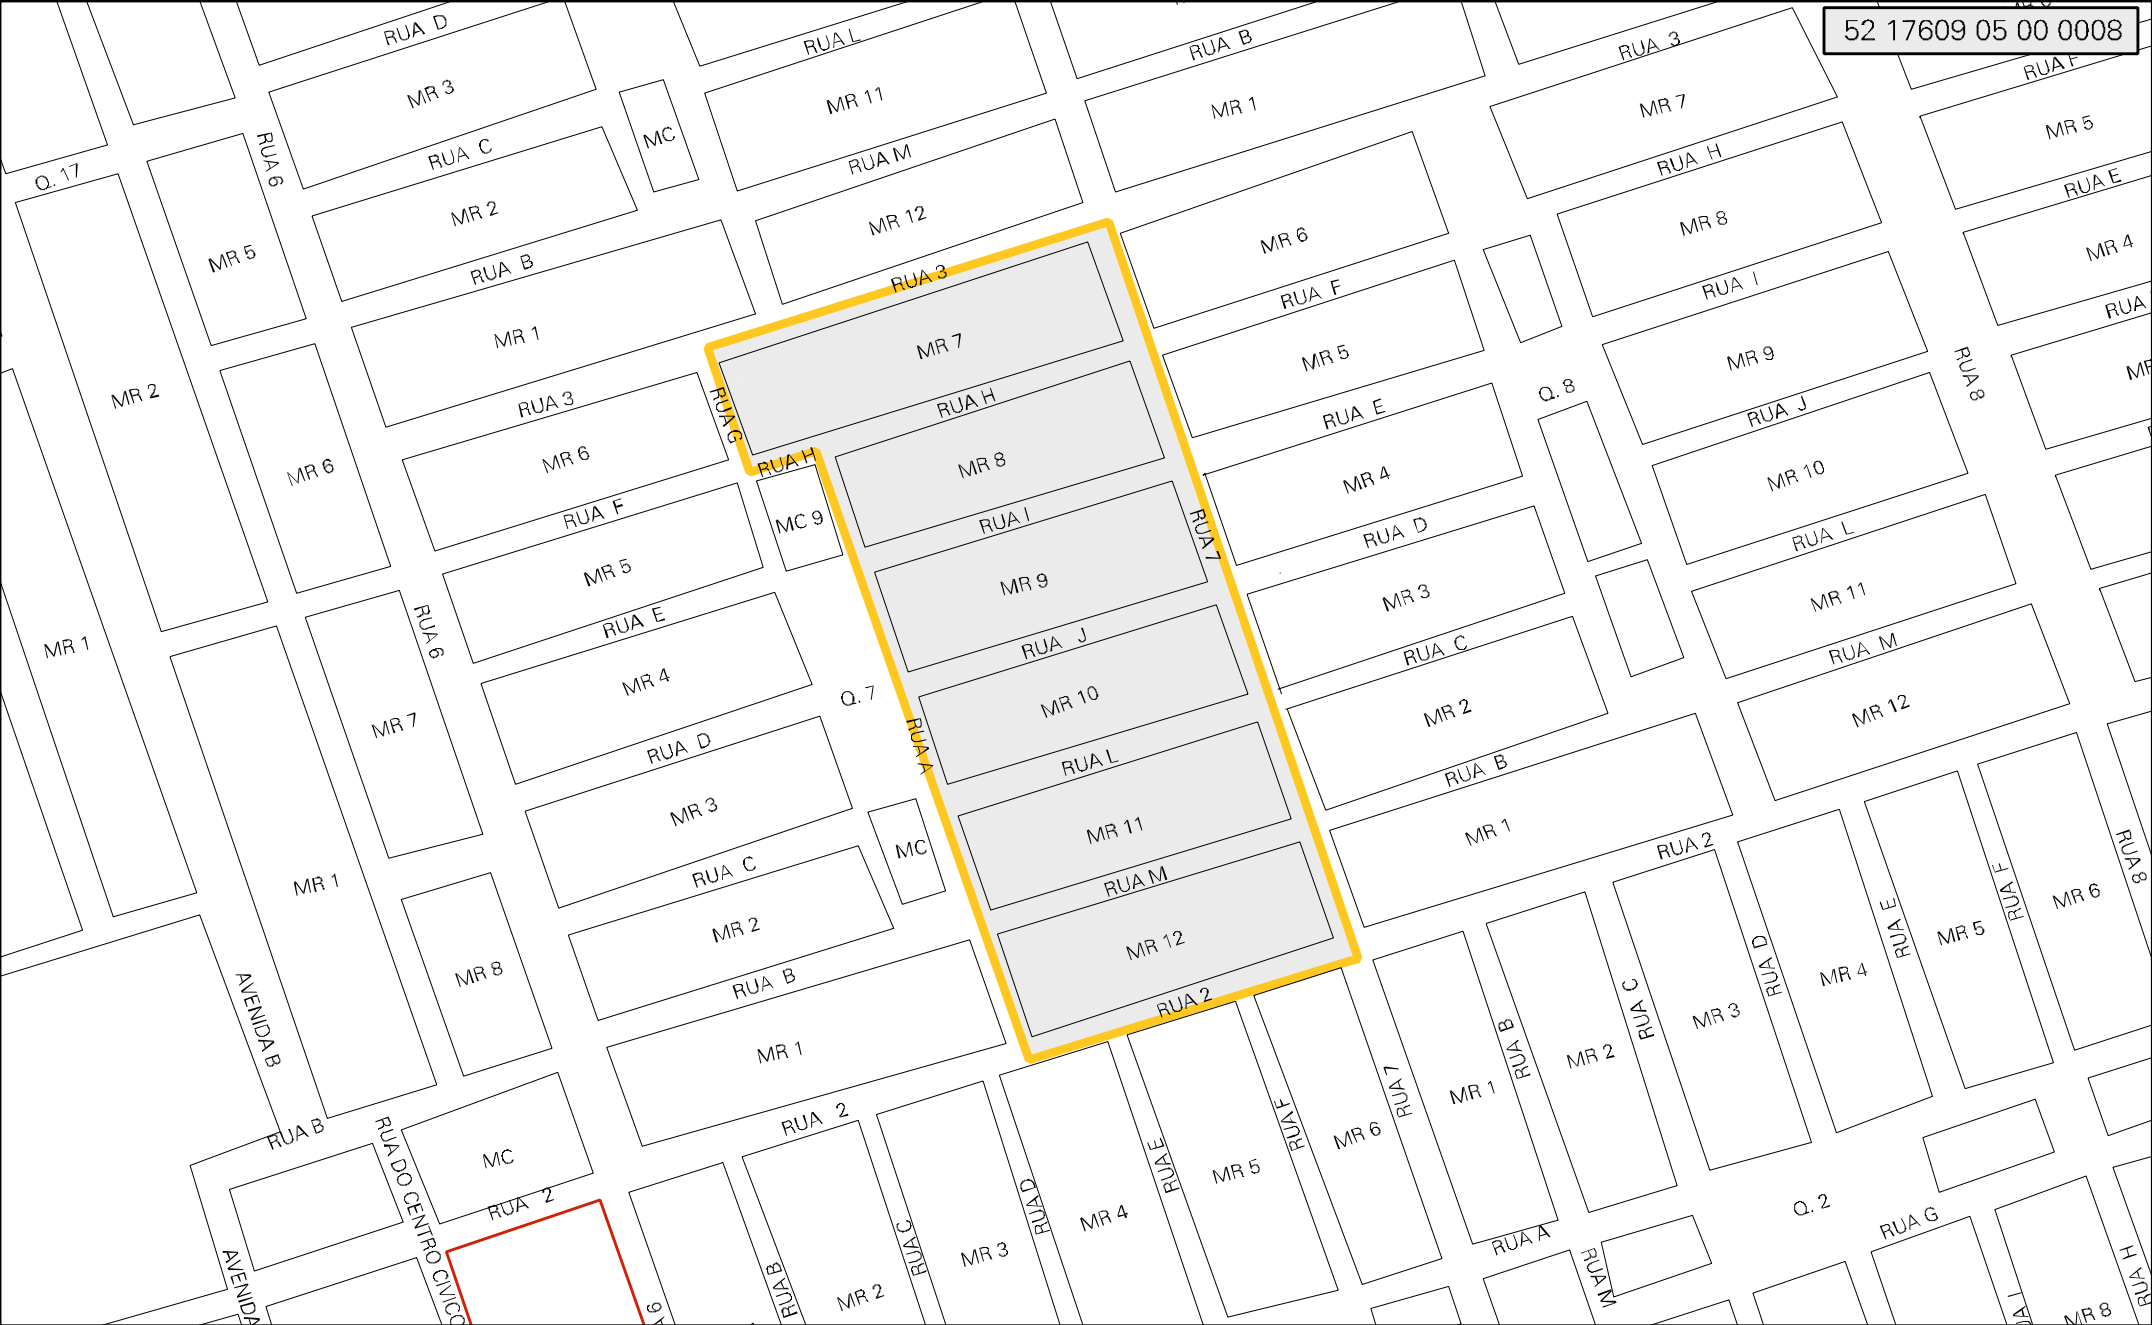 52 17609 05 00 0008
RUA D
RUA L
RUA B
RUA 3
RUA F
MR 3
MR 11
MR 1
MR 7
MR 5
RUA 6
MC
RUA C
RUA M
RUA H
RUA E
Q. 17
MR 2
MR 12
MR 6
MR 8
MR 4
MR 5
RUA B
RUA 3
RUA F
RUA I
RUA
MR 1
MR 7
MR 5
MR 9
MR
MR 2
RUA 3
RUA G
RUA H
RUA E
Q. 8
RUA J
RUA 8
MR 6
MR 6
RUA H
MR 8
MR 4
MR 10
RUA F
MC 9
RUA I
RUA 7
RUA D
RUA L
MR 5
MR 9
MR 3
MR 11
MR 1
RUA 6
RUA E
RUA J
RUA C
RUA M
MR 4
Q. 7
MR 10
MR 2
MR 12
MR 7
RUA D
RUA A
RUA L
RUA B
MR 3
MR 11
MR 1
RUA 2
RUA 8
MR 1
RUA C
MC
RUA M
RUA F
MR 6
MR 8
MR 2
MR 12
RUA D
RUA E
MR 5
AVENIDA B
RUA B
RUA 2
RUA C
MR 3
MR 4
MR 1
RUA 7
RUA B
MR 2
MR 1
RUA B
RUA 2
RUA F
MR 6
RUA DO CENTRO CIVICO
MC
RUA E
MR 5
RUA 2
RUA D
MR 4
RUA A
Q. 2
RUA G
AVENIDA
RUA C
MR 3
RUA M
RUA H
RUA B
MR 2
MR 8